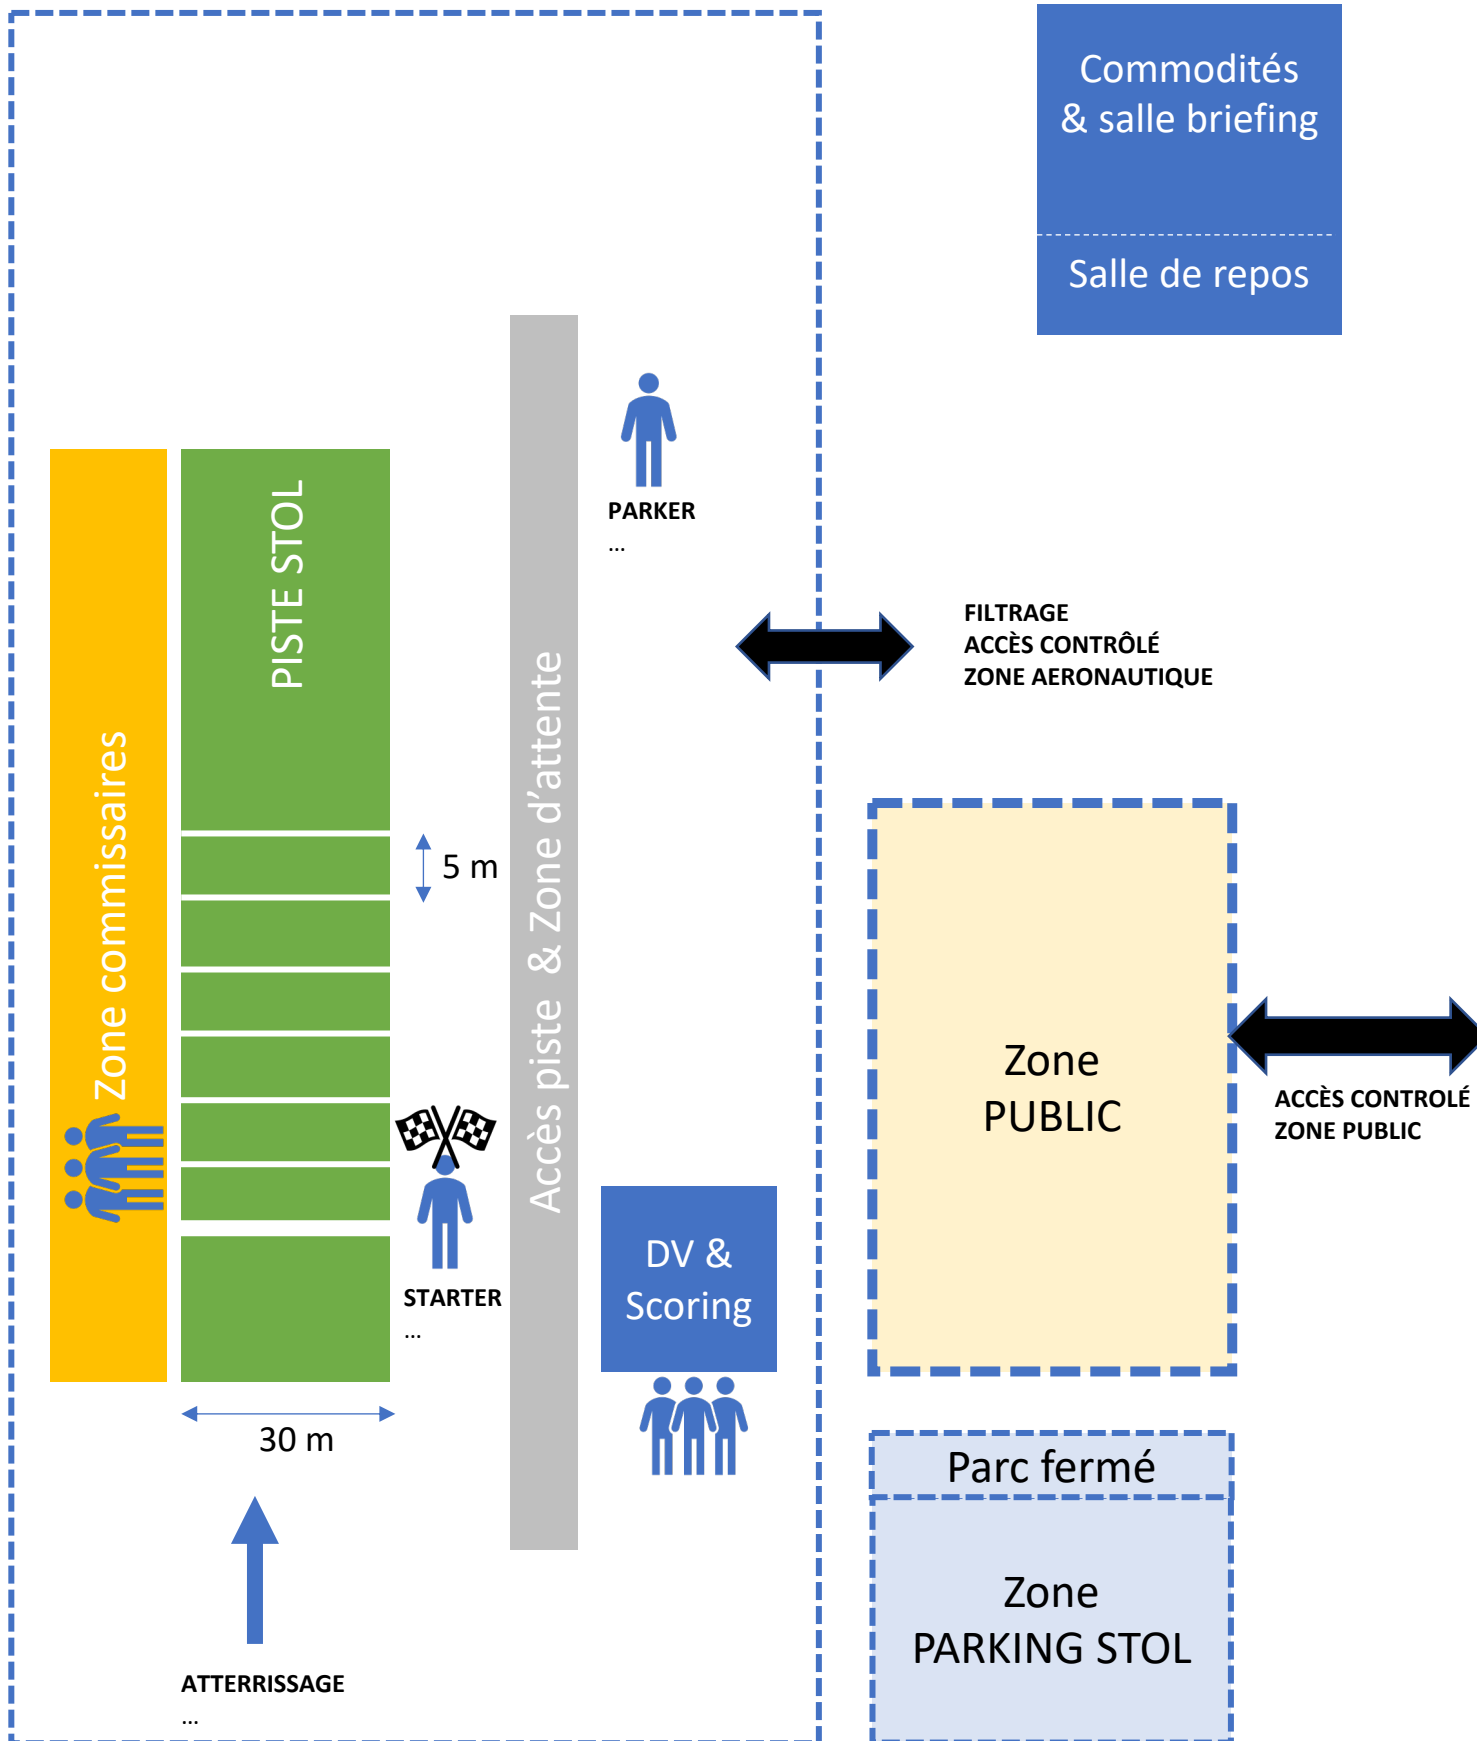 Commodités
& salle briefing
Salle de repos
PARKER
...
PISTE STOL
FILTRAGE
ACCÈS CONTRÔLÉ
ZONE AERONAUTIQUE
Zone commissaires
Accès piste & Zone d'attente
5 m
Zone
PUBLIC
ACCÈS CONTROLÉ
ZONE PUBLIC
STARTER
...
DV &
Scoring
30 m
Parc fermé
Zone
PARKING STOL
ATTERRISSAGE
...